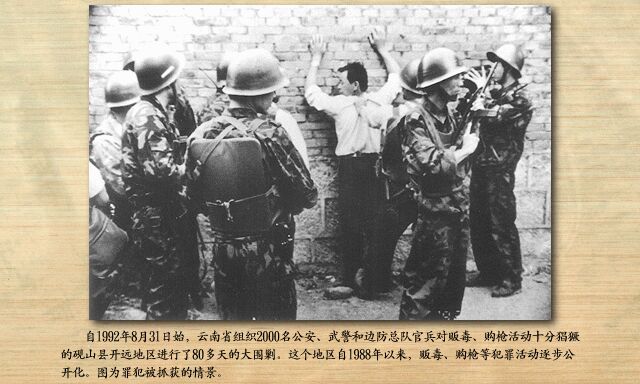 自1992年8月31日始，云南省组织2000名公安、武警和边防总队官兵对贩毒、购枪活动十分猖獗
的砚山县开远地区进行了80多天的大围剿。这个地区自1988年以来，贩毒、购枪等犯罪活动逐步公
开化。图为罪犯被抓获的情景。